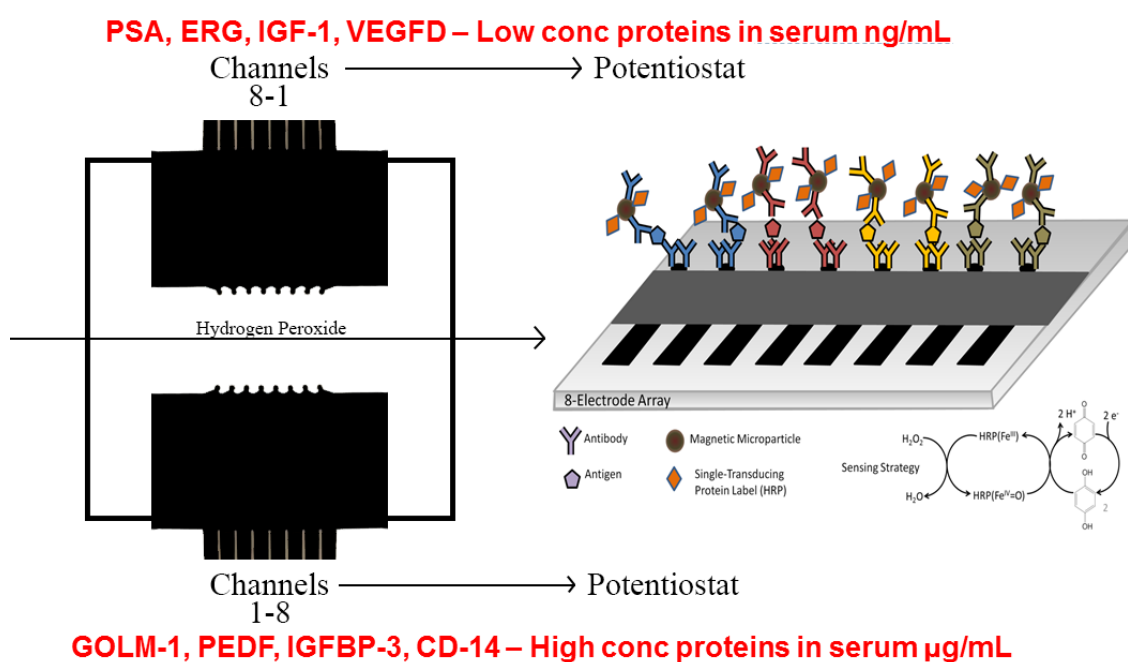 PSA, ERG, IGF-1, VEGFD – Low conc proteins in serum ng/mL
Channels
8-1
Potentiostat
Hydrogen Peroxide
8-Electrode Array
Antibody
Magnetic Microparticle
Antigen
Single-Transducing
Protein Label (HRP)
Sensing Strategy
H₂O₂
H₂O
HRP(Feᴵᴵᴵ)
HRP(Feᴵⱽ=O)
2 H⁺
2 e⁻
O
O
OH
OH
2
Channels
1-8
Potentiostat
GOLM-1, PEDF, IGFBP-3, CD-14 – High conc proteins in serum µg/mL